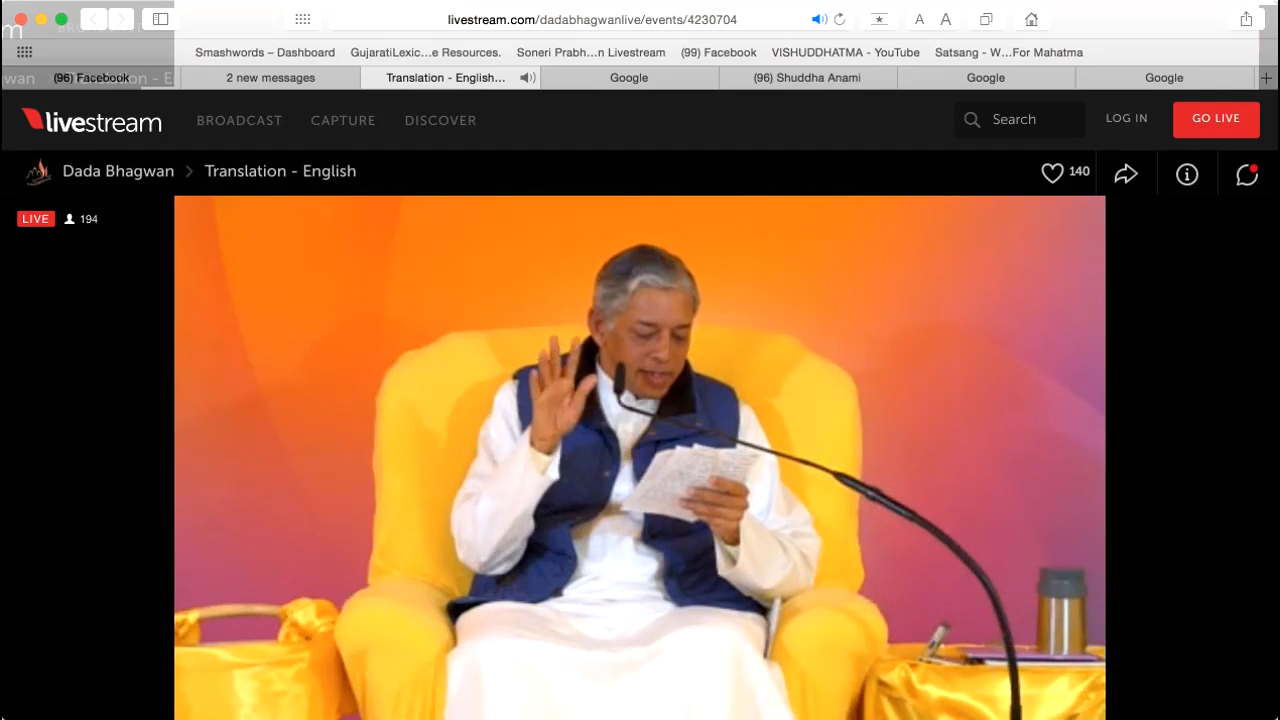 livestream.com/dadabhagwanlive/events/4230704
A A
Smashwords – Dashboard GujaratiLexic...e Resources. Soneri Prabh...n Livestream (99) Facebook VISHUDDHATMA - YouTube Satsang - W...For Mahatma
(96) Facebook 2 new messages Translation - English... Google (96) Shuddha Anami Google Google +
livestream BROADCAST CAPTURE DISCOVER Search LOG IN GO LIVE
Dada Bhagwan > Translation - English 140
LIVE 194